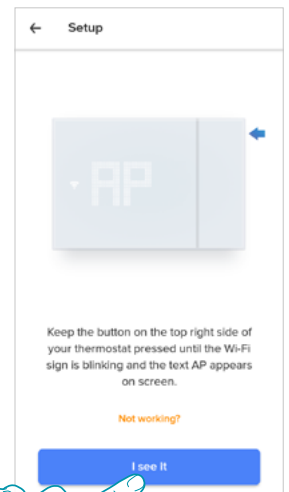 Setup
AP
Keep the button on the top right side of
your thermostat pressed until the Wi-Fi
sign is blinking and the text AP appears
on screen.
Not working?
I see It